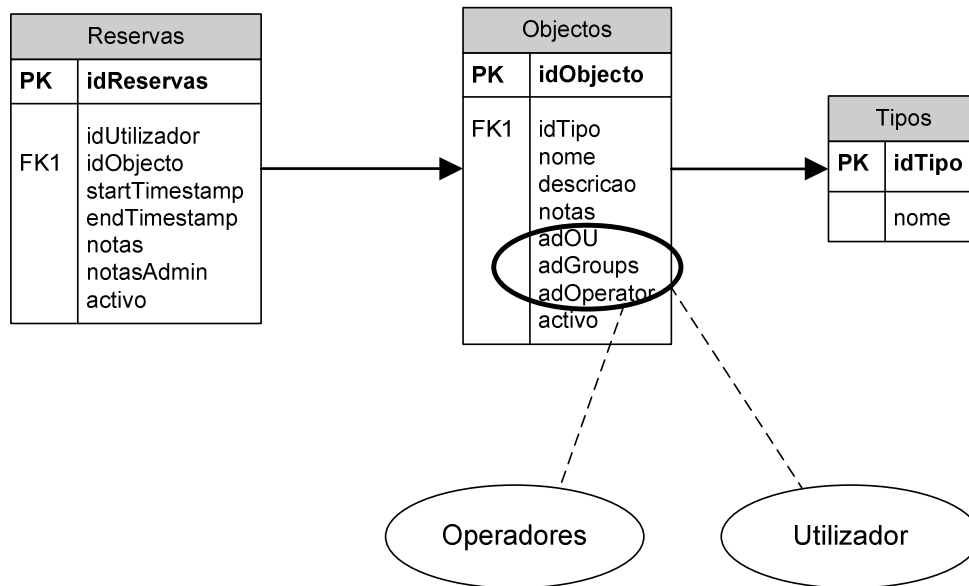 Reservas
PK idReservas
idUtilizador
FK1 idObjecto
startTimestamp
endTimestamp
notas
notasAdmin
activo
Objectos
PK idObjecto
FK1 idTipo
nome
descricao
notas
adOU
adGroups
adOperator
activo
Tipos
PK idTipo
nome
Operadores
Utilizador